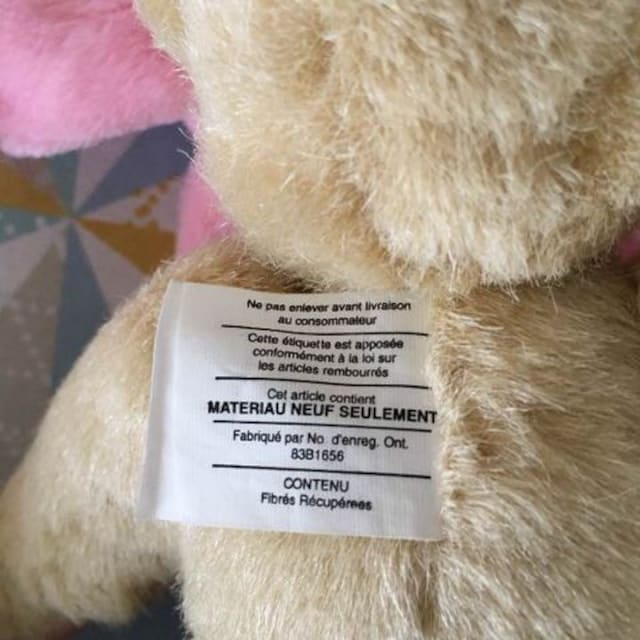 Ne pas enlever avant livraison
au consommateur
Cette étiquette est apposée
conformément à la loi sur
les articles rembourrés
Cet article contient
MATERIAU NEUF SEULEMENT
Fabriqué par No. d'enreg. Ont.
83B1656
CONTENU
Fibrés Récupérees